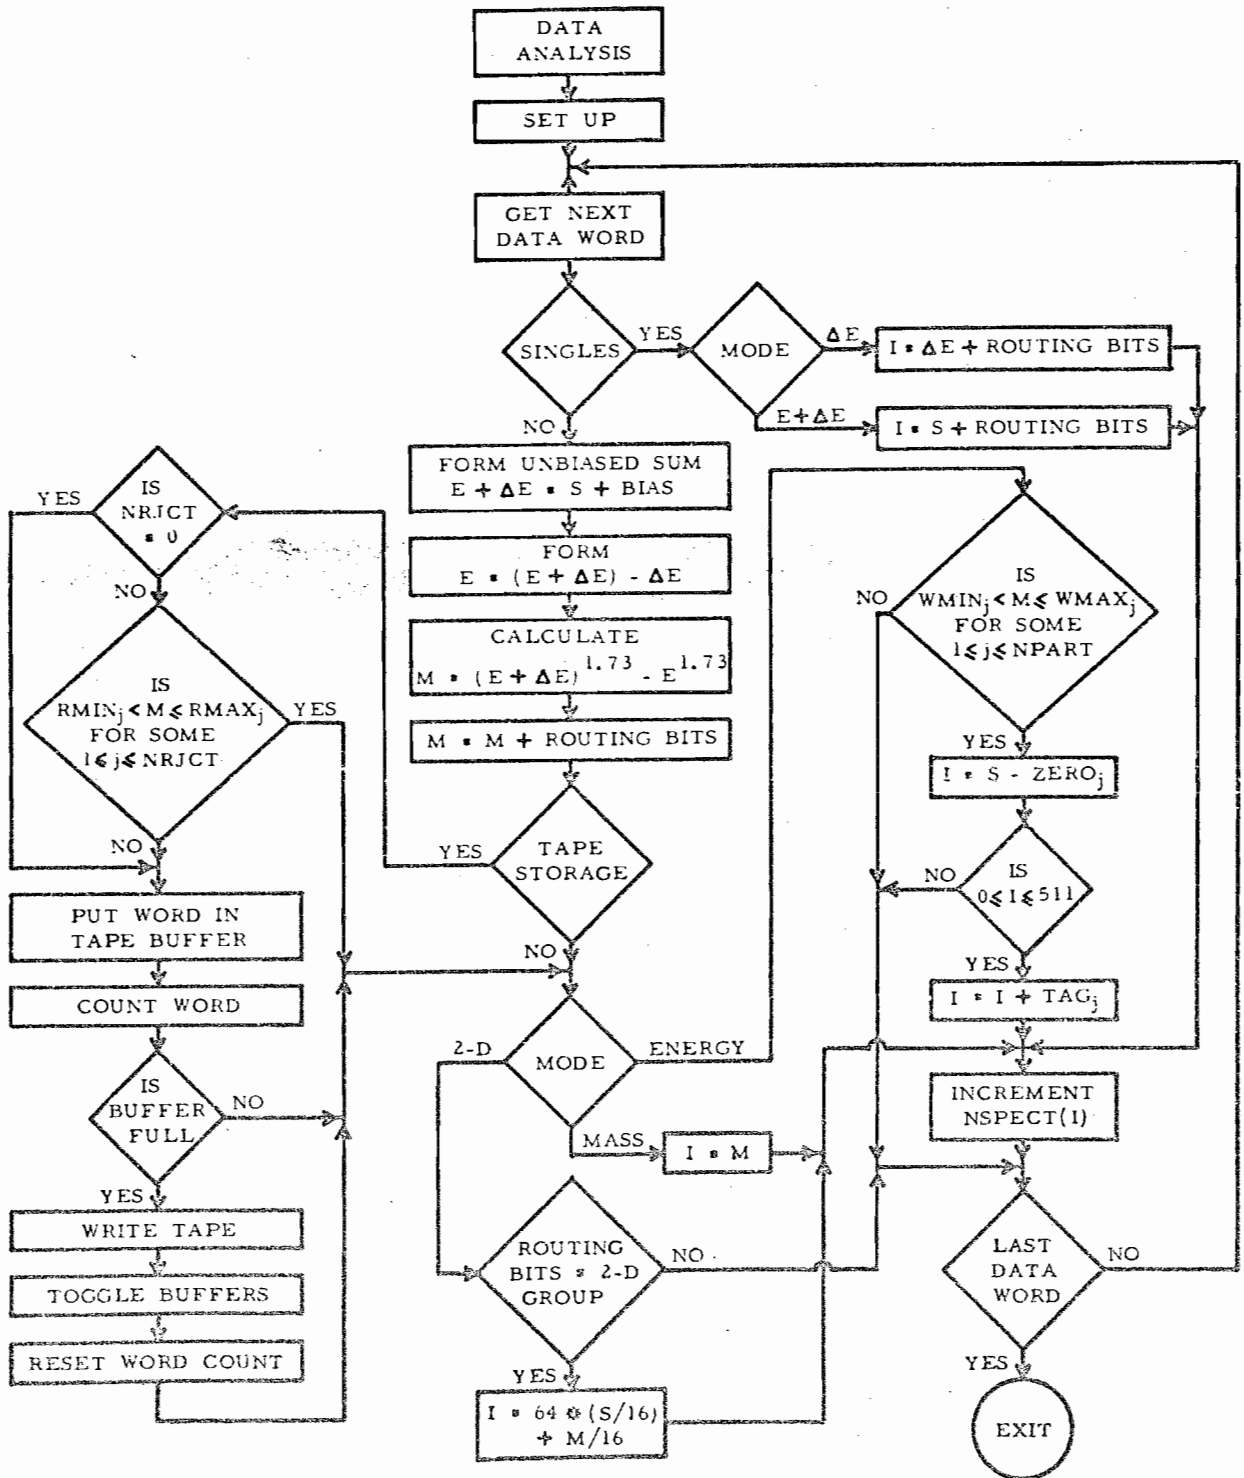 DATA
ANALYSIS
SET UP
GET NEXT
DATA WORD
SINGLES
YES
MODE
ΔE
I = ΔE + ROUTING BITS
E+ΔE
I = S + ROUTING BITS
NO
FORM UNBIASED SUM
E + ΔE = S + BIAS
FORM
E = (E + ΔE) - ΔE
CALCULATE
M = (E + ΔE)^1.73 - E^1.73
M = M + ROUTING BITS
TAPE
STORAGE
YES
NO
IS
NRJCT
= 0
YES
NO
IS
RMINj < M ≤ RMAXj
FOR SOME
1 ≤ j ≤ NRJCT
YES
NO
PUT WORD IN
TAPE BUFFER
COUNT WORD
IS
BUFFER
FULL
NO
YES
WRITE TAPE
TOGGLE BUFFERS
RESET WORD COUNT
MODE
2-D
ENERGY
MASS
I = M
ROUTING
BITS = 2-D
GROUP
NO
YES
I = 64 * (S/16)
+ M/16
IS
WMINj < M ≤ WMAXj
FOR SOME
1 ≤ j ≤ NPART
NO
YES
I = S - ZEROj
IS
0 ≤ I ≤ 511
NO
YES
I = I + TAGj
INCREMENT
NSPECT(I)
LAST
DATA
WORD
NO
YES
EXIT